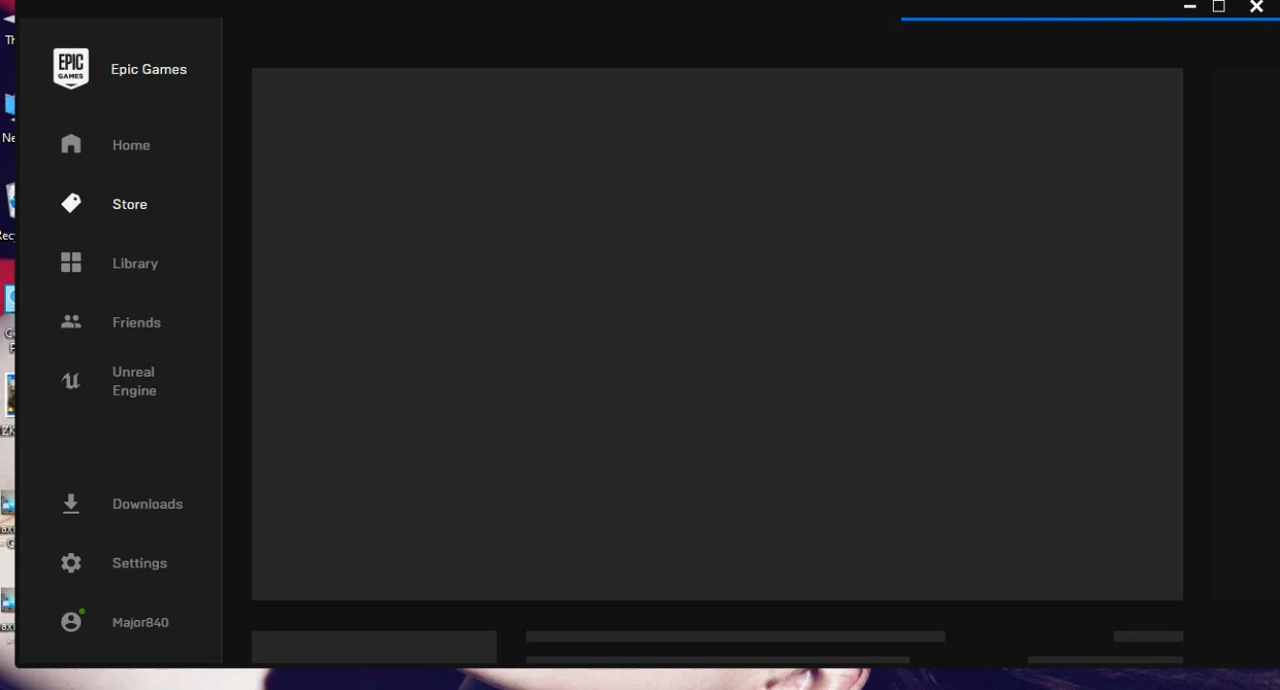 EPIC
GAMES
Epic Games
Home
Store
Library
Friends
Unreal
Engine
Downloads
Settings
Major840